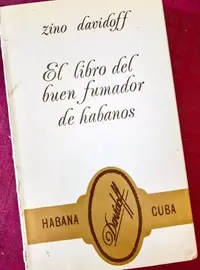 zino davidoff
El libro del
buen fumador
de habanos
HABANA Davidoff CUBA